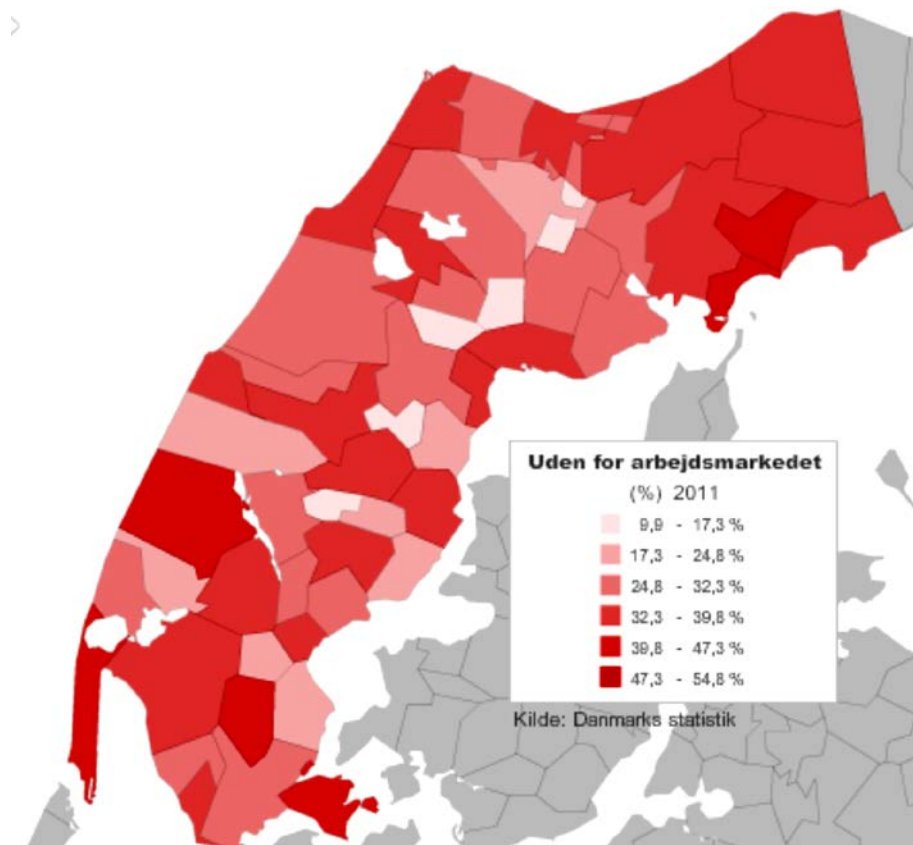 Uden for arbejdsmarkedet
(%) 2011
9,9 - 17,3 %
17,3 - 24,8 %
24,8 - 32,3 %
32,3 - 39,8 %
39,8 - 47,3 %
47,3 - 54,8 %
Kilde: Danmarks statistik